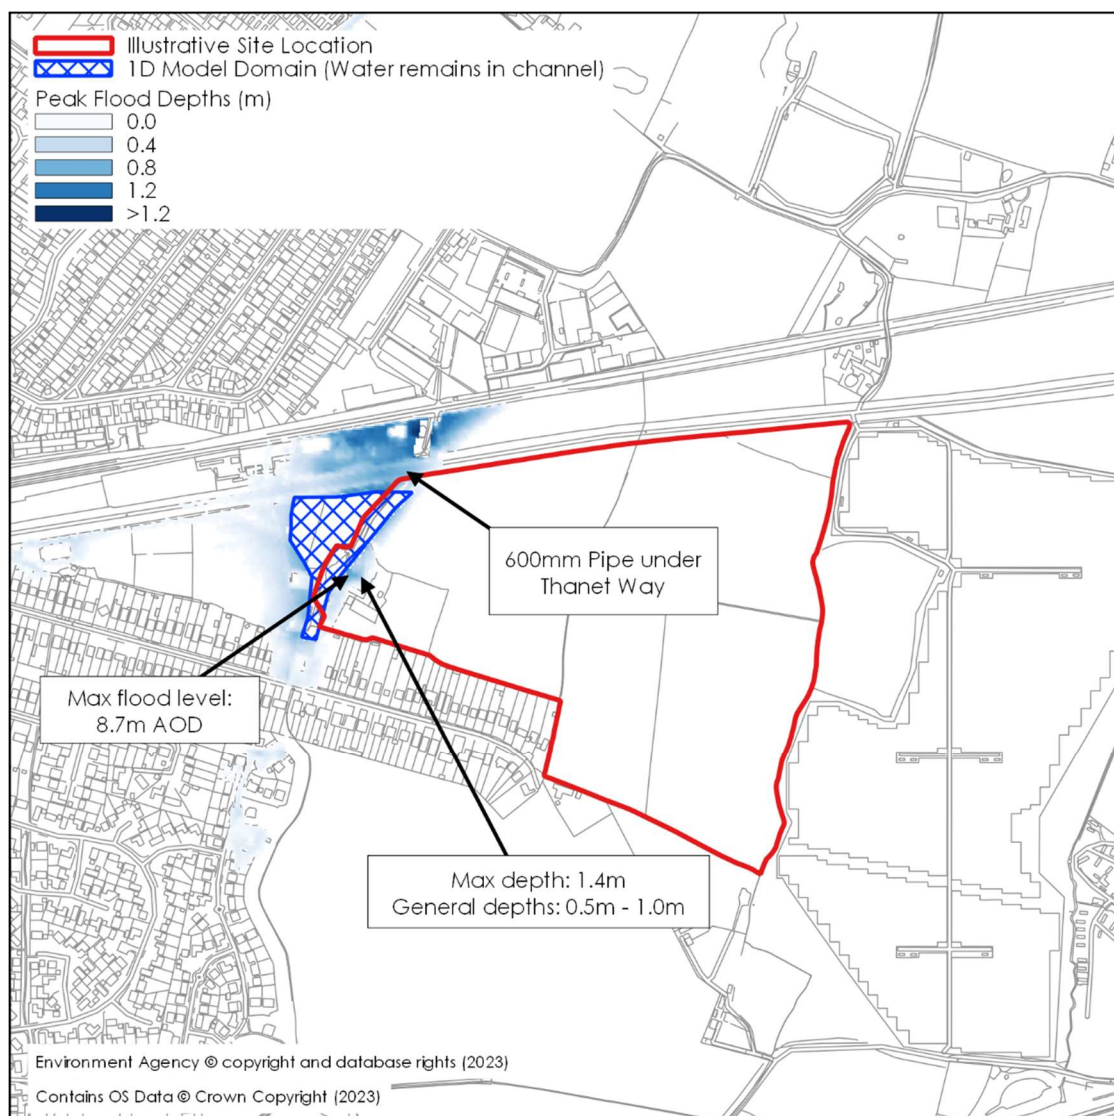 Illustrative Site Location
1D Model Domain (Water remains in channel)
Peak Flood Depths (m)
0.0
0.4
0.8
1.2
>1.2
600mm Pipe under
Thanet Way
Max flood level:
8.7m AOD
Max depth: 1.4m
General depths: 0.5m - 1.0m
Environment Agency © copyright and database rights (2023)
Contains OS Data © Crown Copyright (2023)